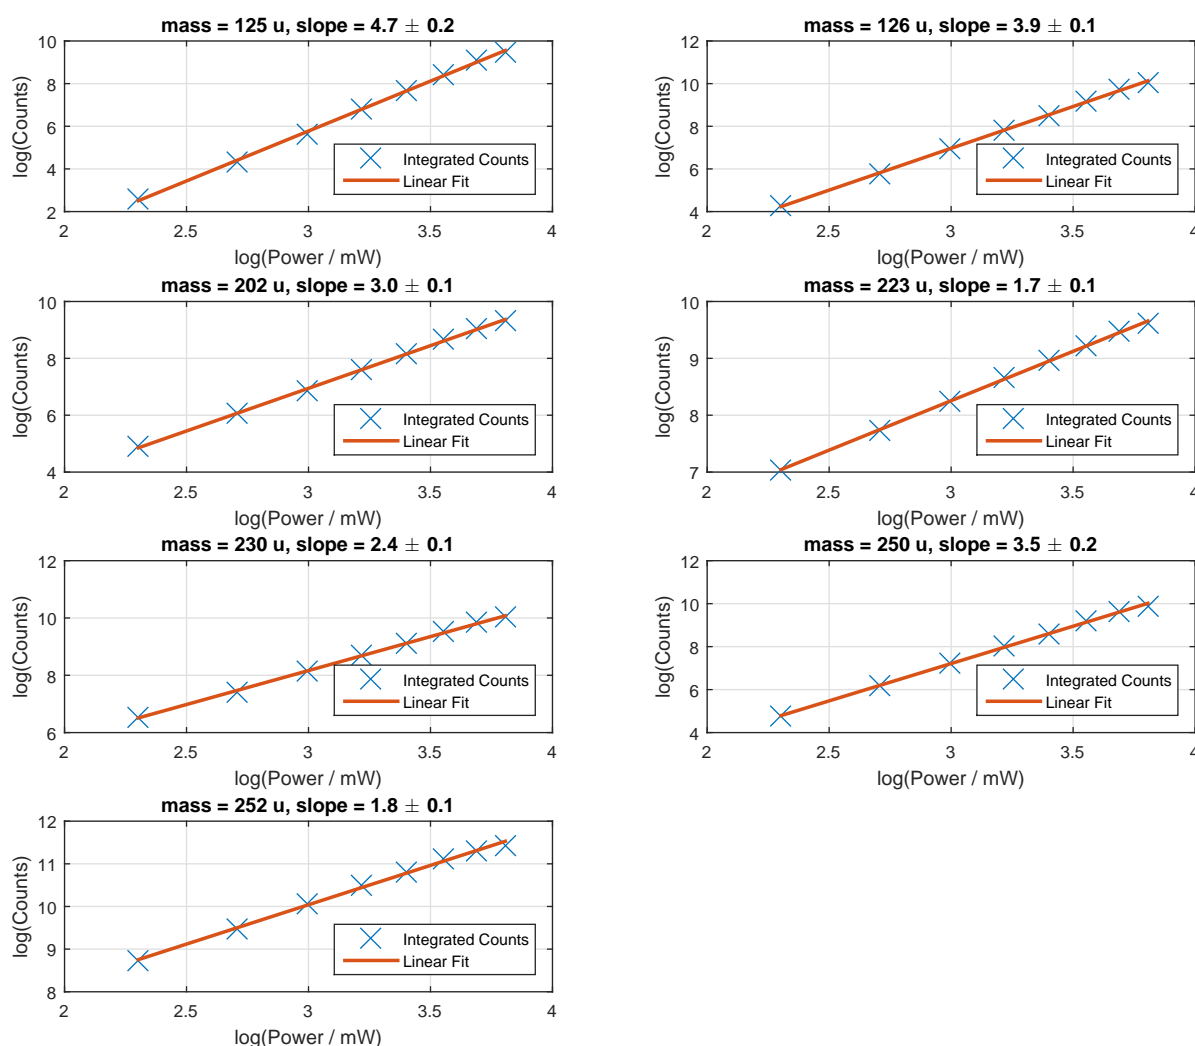 mass = 125 u, slope = 4.7 ± 0.2
log(Counts)
10
8
6
4
2
2
2.5
3
3.5
4
log(Power / mW)
Integrated Counts
Linear Fit
mass = 126 u, slope = 3.9 ± 0.1
log(Counts)
12
10
8
6
4
2
2.5
3
3.5
4
log(Power / mW)
Integrated Counts
Linear Fit
mass = 202 u, slope = 3.0 ± 0.1
log(Counts)
10
8
6
4
2
2.5
3
3.5
4
log(Power / mW)
Integrated Counts
Linear Fit
mass = 223 u, slope = 1.7 ± 0.1
log(Counts)
10
9
8
7
2
2.5
3
3.5
4
log(Power / mW)
Integrated Counts
Linear Fit
mass = 230 u, slope = 2.4 ± 0.1
log(Counts)
12
10
8
6
2
2.5
3
3.5
4
log(Power / mW)
Integrated Counts
Linear Fit
mass = 250 u, slope = 3.5 ± 0.2
log(Counts)
12
10
8
6
4
2
2.5
3
3.5
4
log(Power / mW)
Integrated Counts
Linear Fit
mass = 252 u, slope = 1.8 ± 0.1
log(Counts)
12
11
10
9
8
2
2.5
3
3.5
4
log(Power / mW)
Integrated Counts
Linear Fit